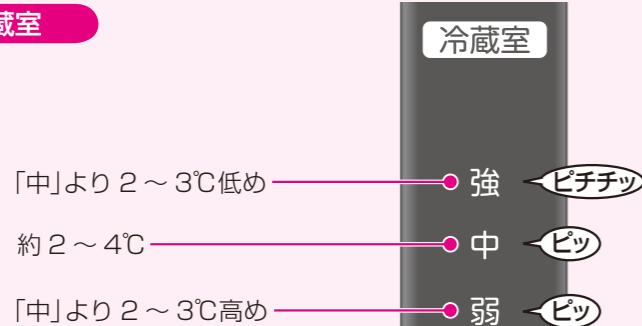 蔵室
冷蔵室
「中」より 2 ～ 3℃低め
強
ピチチッ
約 2 ～ 4℃
中
ピッ
「中」より 2 ～ 3℃高め
弱
ピッ